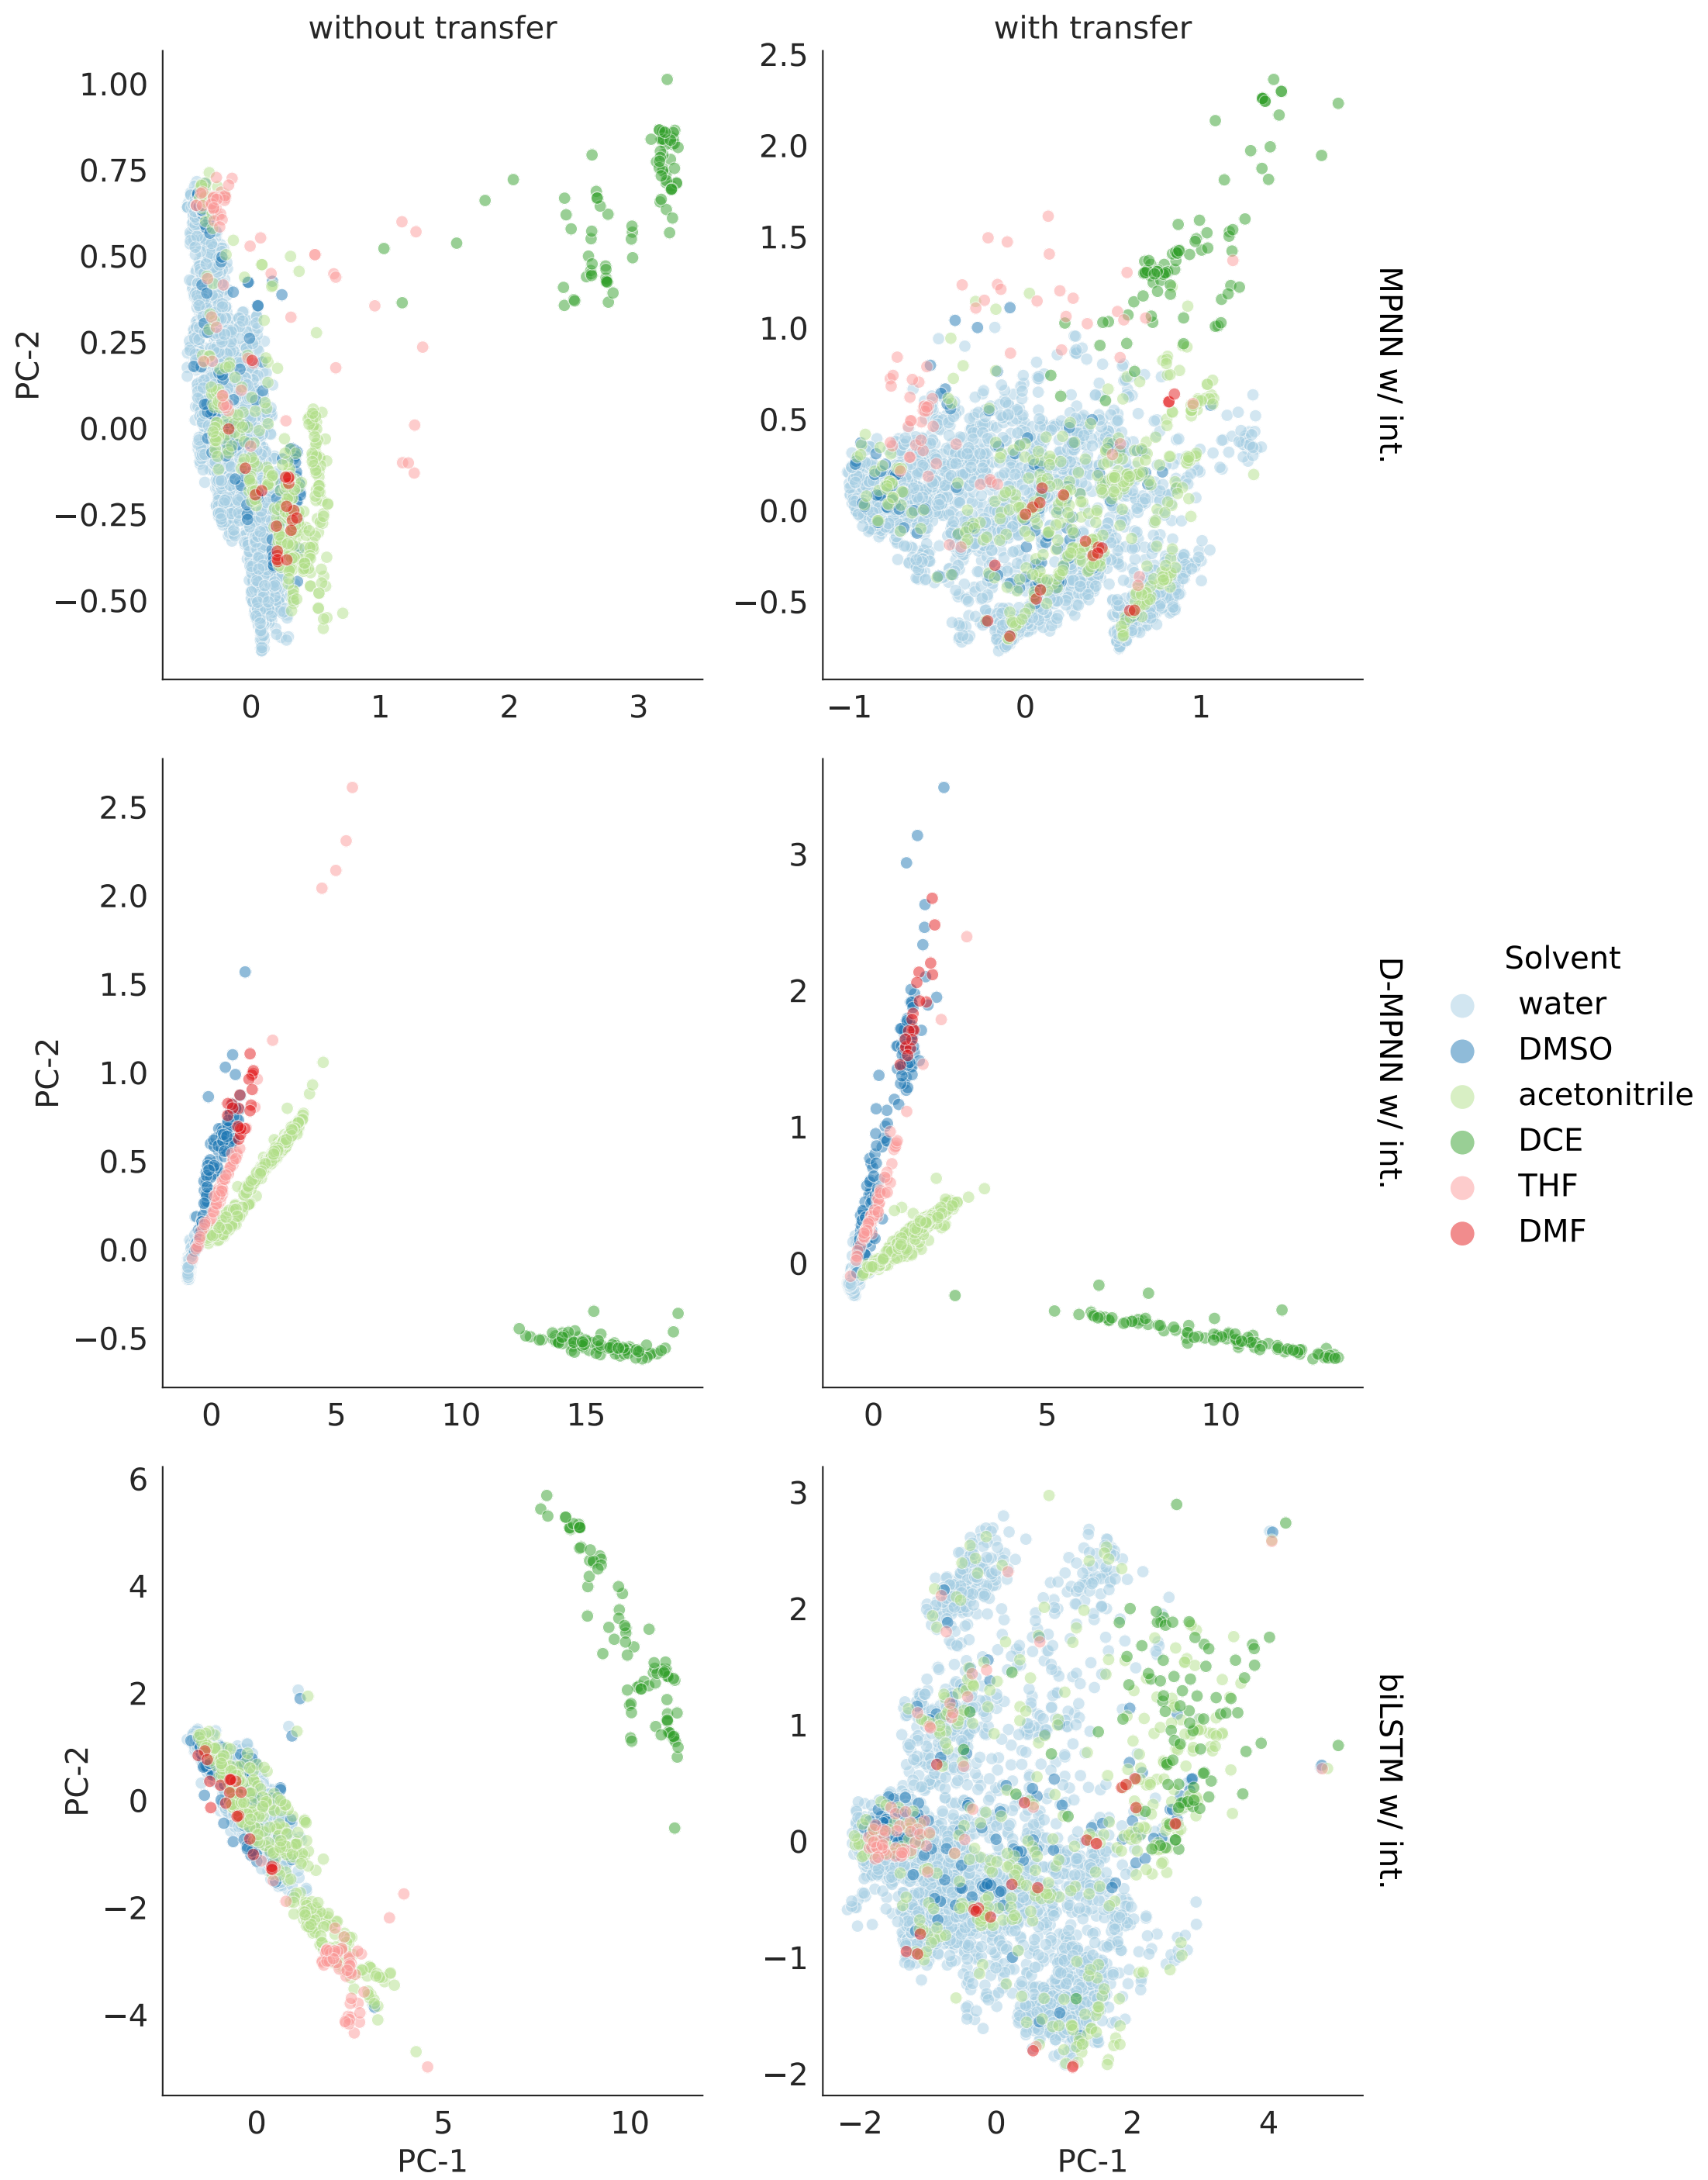 without transfer
with transfer
1.00
0.75
0.50
0.25
0.00
−0.25
−0.50
PC-2
0 1 2 3
2.5
2.0
1.5
1.0
0.5
0.0
−0.5
−1 0 1
MPNN w/ int.
2.5
2.0
1.5
1.0
0.5
0.0
−0.5
PC-2
0 5 10 15
3
2
1
0
0 5 10
D-MPNN w/ int.
Solvent
water
DMSO
acetonitrile
DCE
THF
DMF
6
4
2
0
−2
−4
PC-2
0 5 10
PC-1
3
2
1
0
−1
−2
−2 0 2 4
PC-1
biLSTM w/ int.